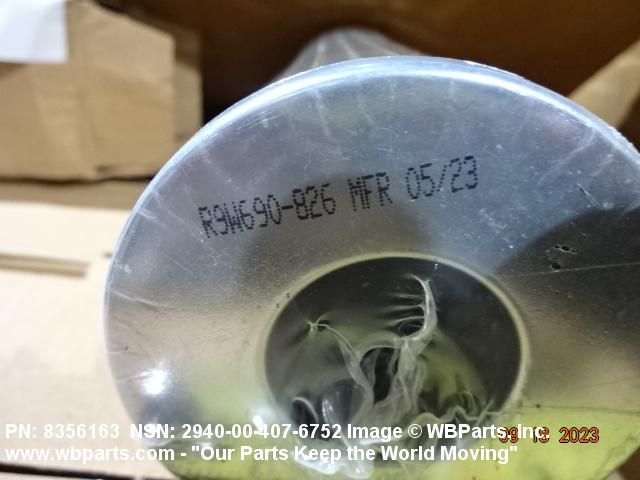 R9W690-826 MFR 05/23
PN: 8356163 NSN: 2940-00-407-6752 Image © WBParts, Inc.
09 13 2023
www.wbparts.com - "Our Parts Keep the World Moving"